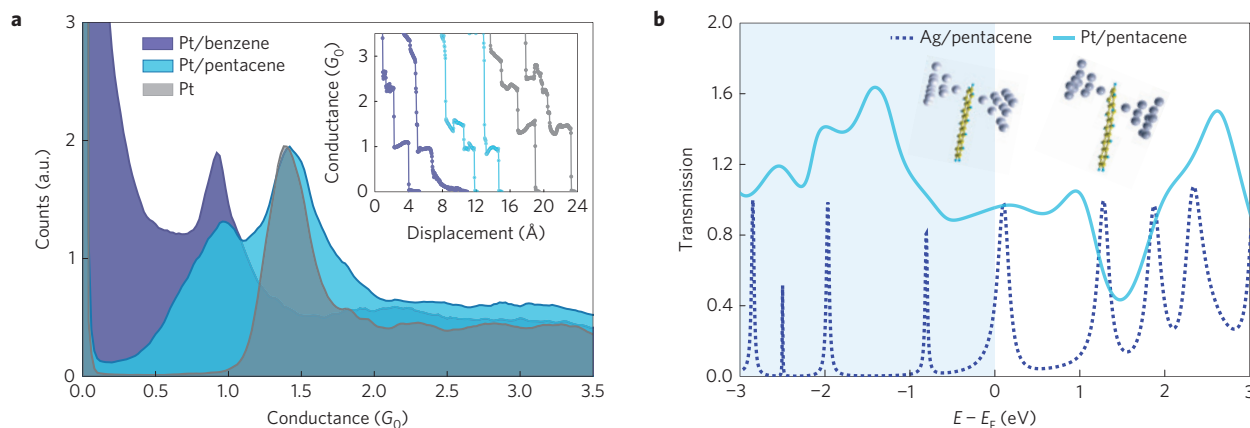 a
3
2
1
0
Counts (a.u.)
0.0 0.5 1.0 1.5 2.0 2.5 3.0 3.5
Conductance (G₀)
Pt/benzene
Pt/pentacene
Pt
Conductance (G₀)
3
2
1
0
0 4 8 12 16 20 24
Displacement (Å)
b
2.0
1.6
1.2
0.8
0.4
0.0
Transmission
Ag/pentacene Pt/pentacene
−3 −2 −1 0 1 2 3
E − E_F (eV)